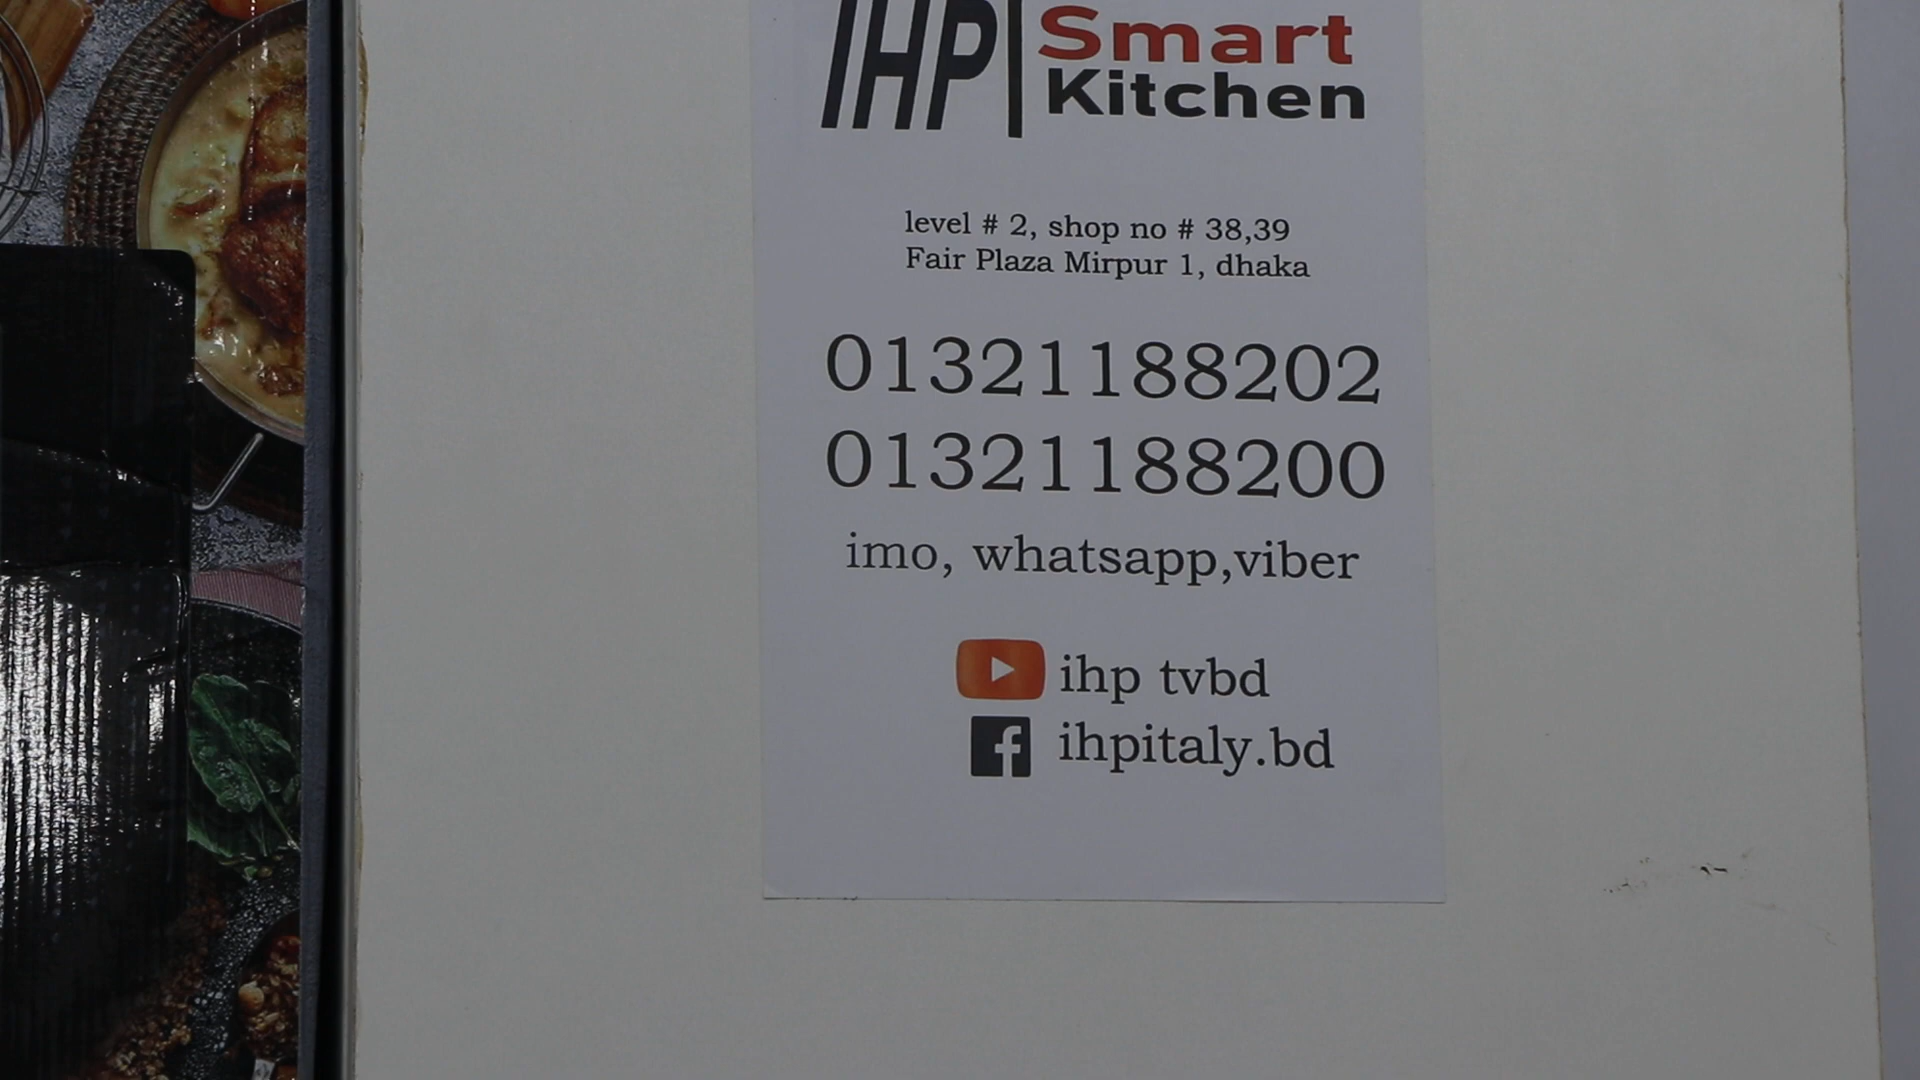 IHP | Smart Kitchen
level # 2, shop no # 38,39
Fair Plaza Mirpur 1, dhaka
01321188202
01321188200
imo, whatsapp,viber
ihp tvbd
ihpitaly.bd